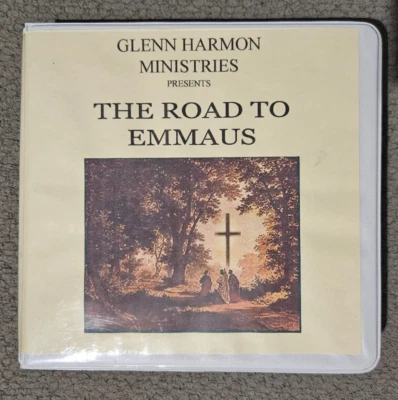 GLENN HARMON
MINISTRIES
PRESENTS
THE ROAD TO
EMMAUS